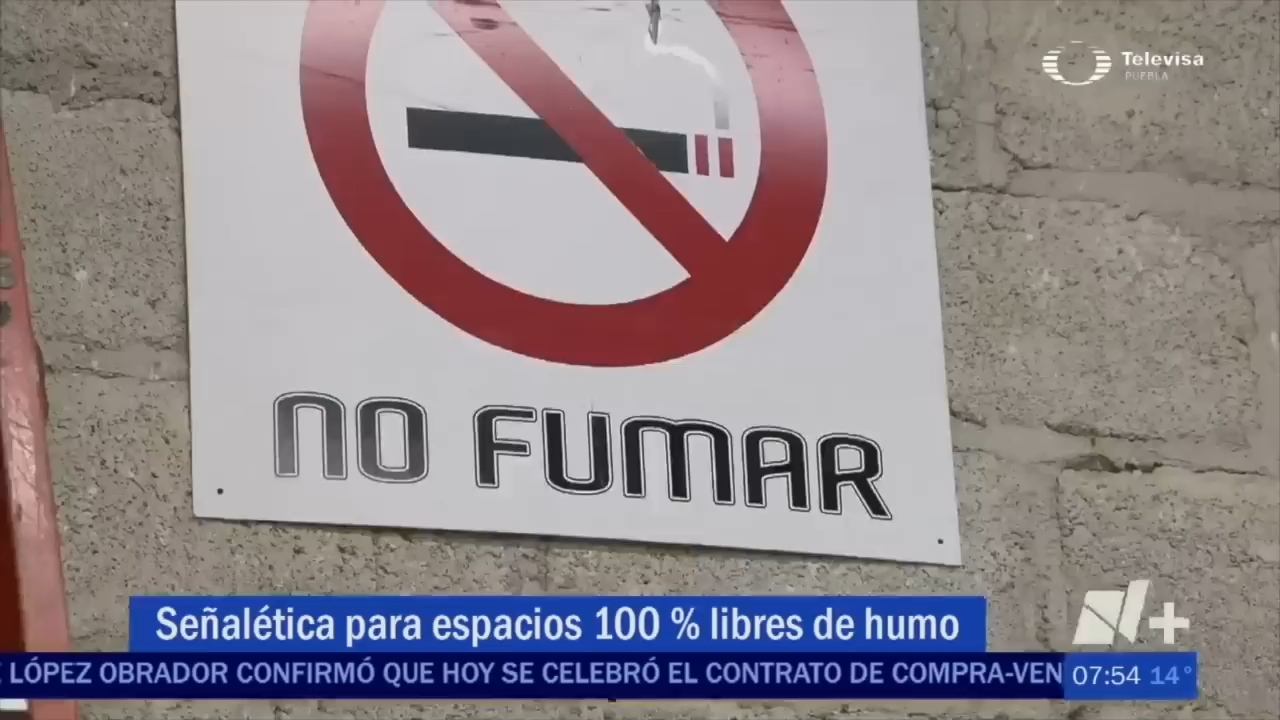 Televisa
PUEBLA
NO FUMAR
Señalética para espacios 100 % libres de humo
LÓPEZ OBRADOR CONFIRMÓ QUE HOY SE CELEBRÓ EL CONTRATO DE COMPRA-VEN
N+
07:54 14°